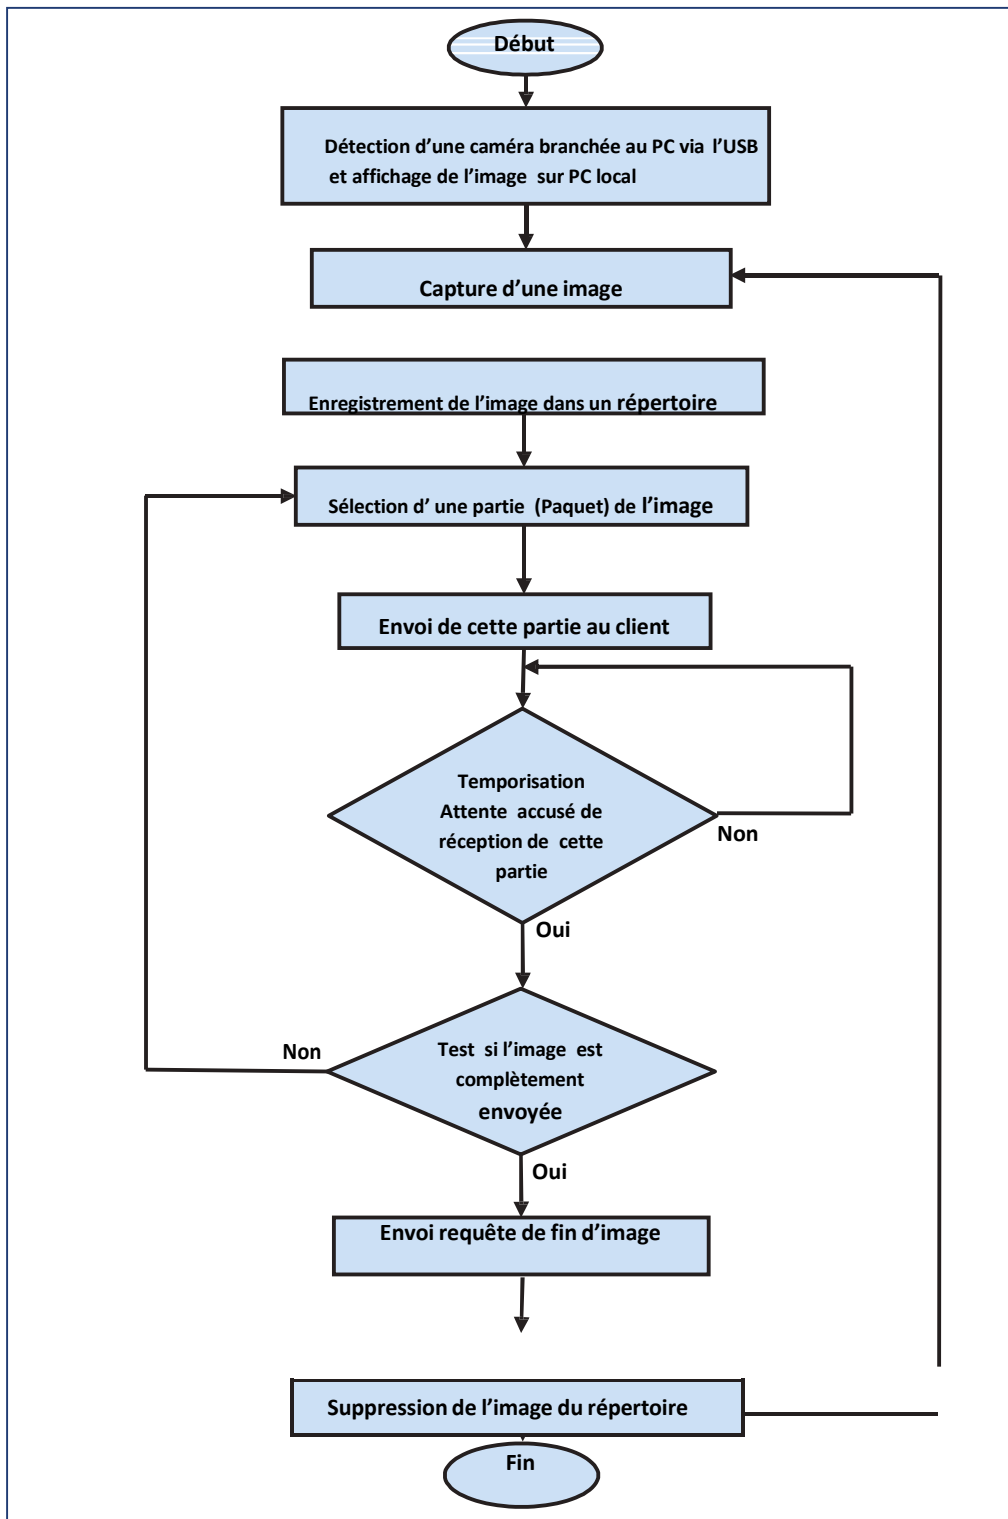 Début
Détection d'une caméra branchée au PC via l'USB
et affichage de l'image sur PC local
Capture d'une image
Enregistrement de l'image dans un répertoire
Sélection d' une partie (Paquet) de l'image
Envoi de cette partie au client
Temporisation
Attente accusé de
réception de cette
partie
Non
Oui
Non
Test si l'image est
complètement
envoyée
Oui
Envoi requête de fin d'image
Suppression de l'image du répertoire
Fin